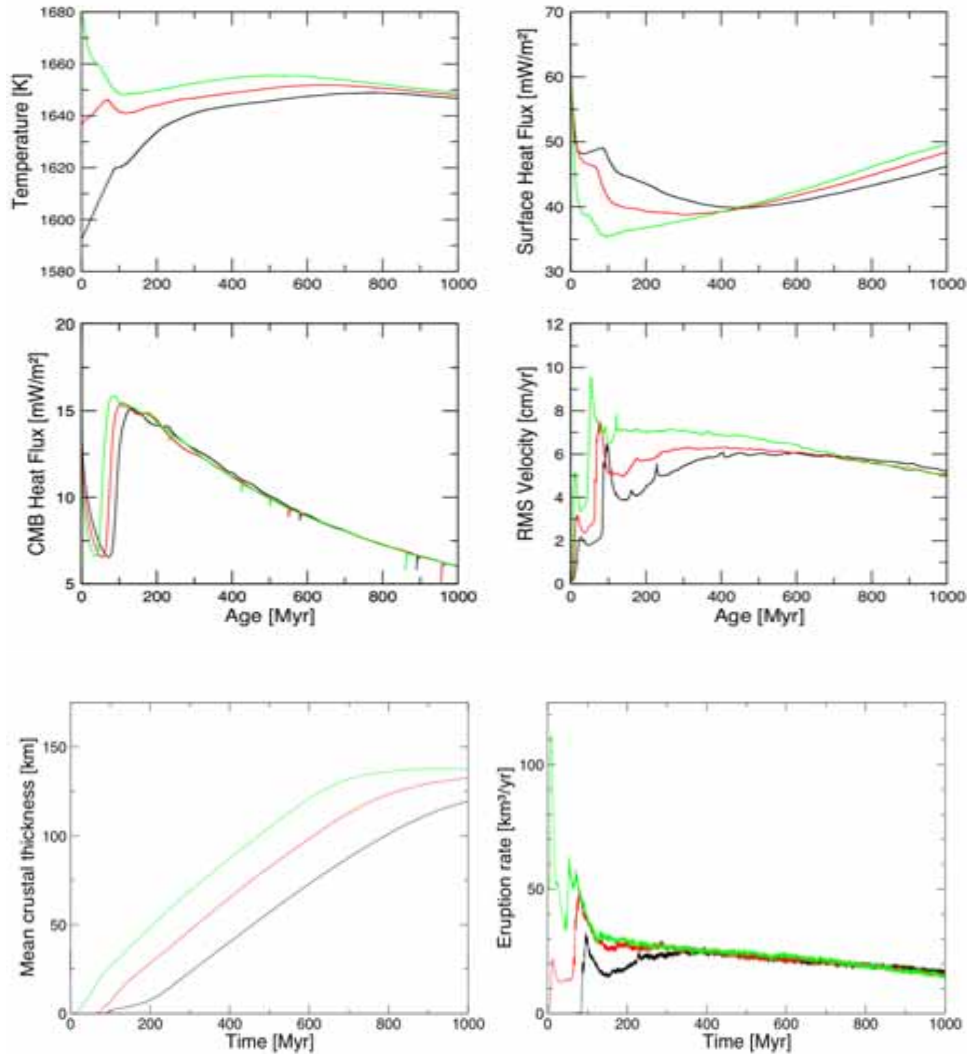 Temperature [K]
1680
1660
1640
1620
1600
1580
0 200 400 600 800 1000
Surface Heat Flux [mW/m²]
70
60
50
40
30
0 200 400 600 800 1000
CMB Heat Flux [mW/m²]
20
15
10
5
0 200 400 600 800 1000
Age [Myr]
RMS Velocity [cm/yr]
12
10
8
6
4
2
0
0 200 400 600 800 1000
Age [Myr]
Mean crustal thickness [km]
150
100
50
0
0 200 400 600 800 1000
Time [Myr]
Eruption rate [km³/yr]
100
50
0
0 200 400 600 800 1000
Time [Myr]